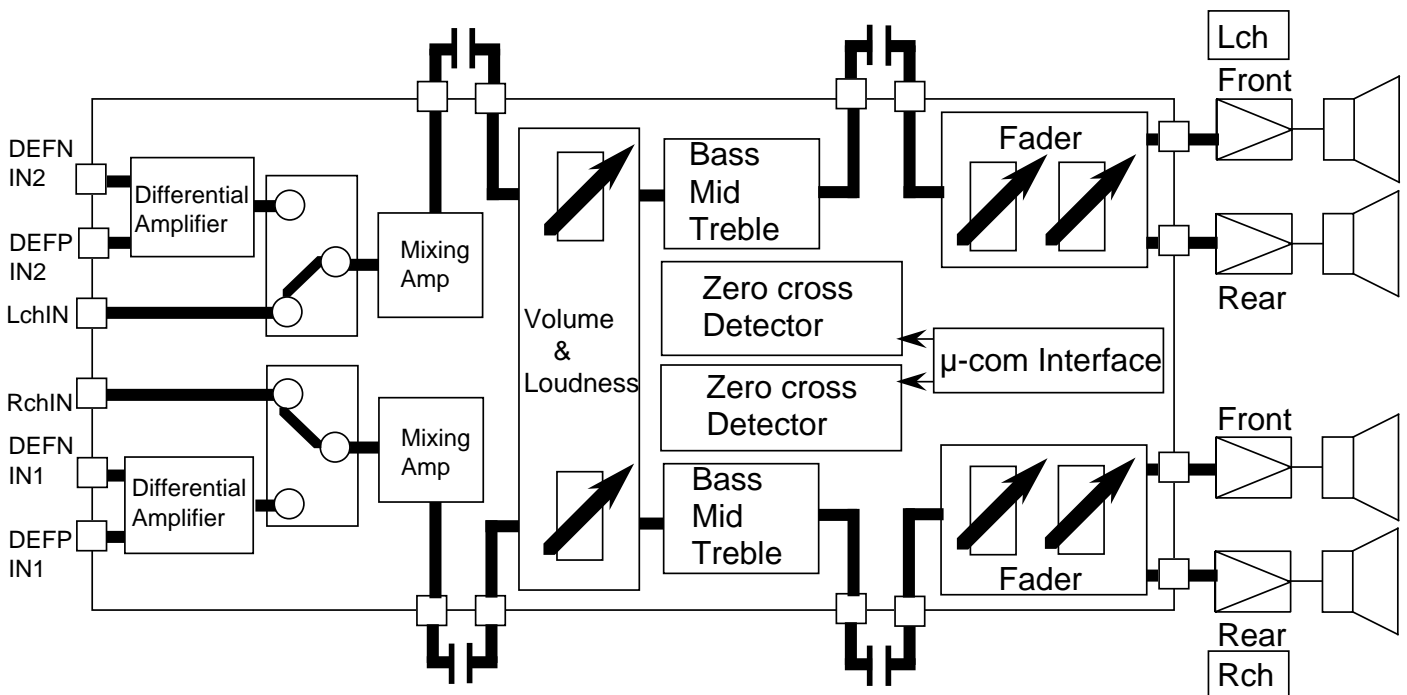 Lch
Front
DEFN
IN2
Differential
Amplifier
DEFP
IN2
LchIN
Mixing
Amp
Volume
&
Loudness
Bass
Mid
Treble
Fader
Rear
Zero cross
Detector
µ-com Interface
Zero cross
Detector
RchIN
DEFN
IN1
Differential
Amplifier
DEFP
IN1
Mixing
Amp
Bass
Mid
Treble
Fader
Front
Rear
Rch